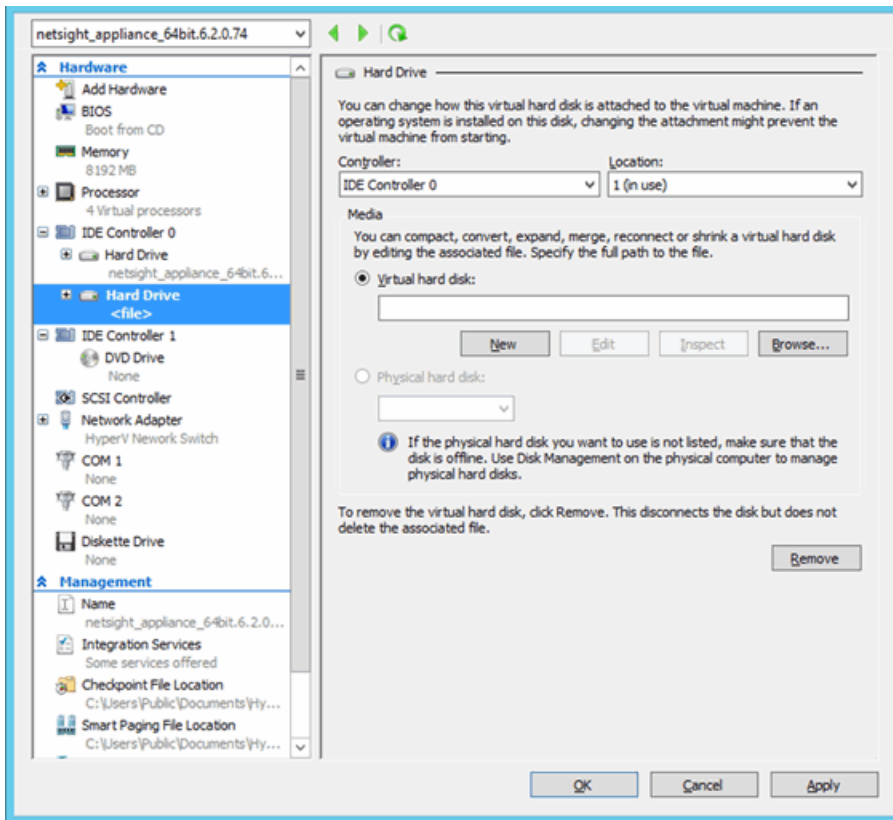 netsight_appliance_64bit.6.2.0.74
Hardware
Add Hardware
BIOS
Boot from CD
Memory
8192 MB
Processor
4 Virtual processors
IDE Controller 0
Hard Drive
netsight_appliance_64bit.6...
Hard Drive
<file>
IDE Controller 1
DVD Drive
None
SCSI Controller
Network Adapter
HyperV Nework Switch
COM 1
None
COM 2
None
Diskette Drive
None
Management
Name
netsight_appliance_64bit.6.2.0...
Integration Services
Some services offered
Checkpoint File Location
C:\Users\Public\Documents\Hy...
Smart Paging File Location
C:\Users\Public\Documents\Hy...
Hard Drive
You can change how this virtual hard disk is attached to the virtual machine. If an
operating system is installed on this disk, changing the attachment might prevent the
virtual machine from starting.
Controller: Location:
IDE Controller 0 1 (in use)
Media
You can compact, convert, expand, merge, reconnect or shrink a virtual hard disk
by editing the associated file. Specify the full path to the file.
Virtual hard disk:
New Edit Inspect Browse...
Physical hard disk:
If the physical hard disk you want to use is not listed, make sure that the
disk is offline. Use Disk Management on the physical computer to manage
physical hard disks.
To remove the virtual hard disk, click Remove. This disconnects the disk but does not
delete the associated file.
Remove
OK Cancel Apply